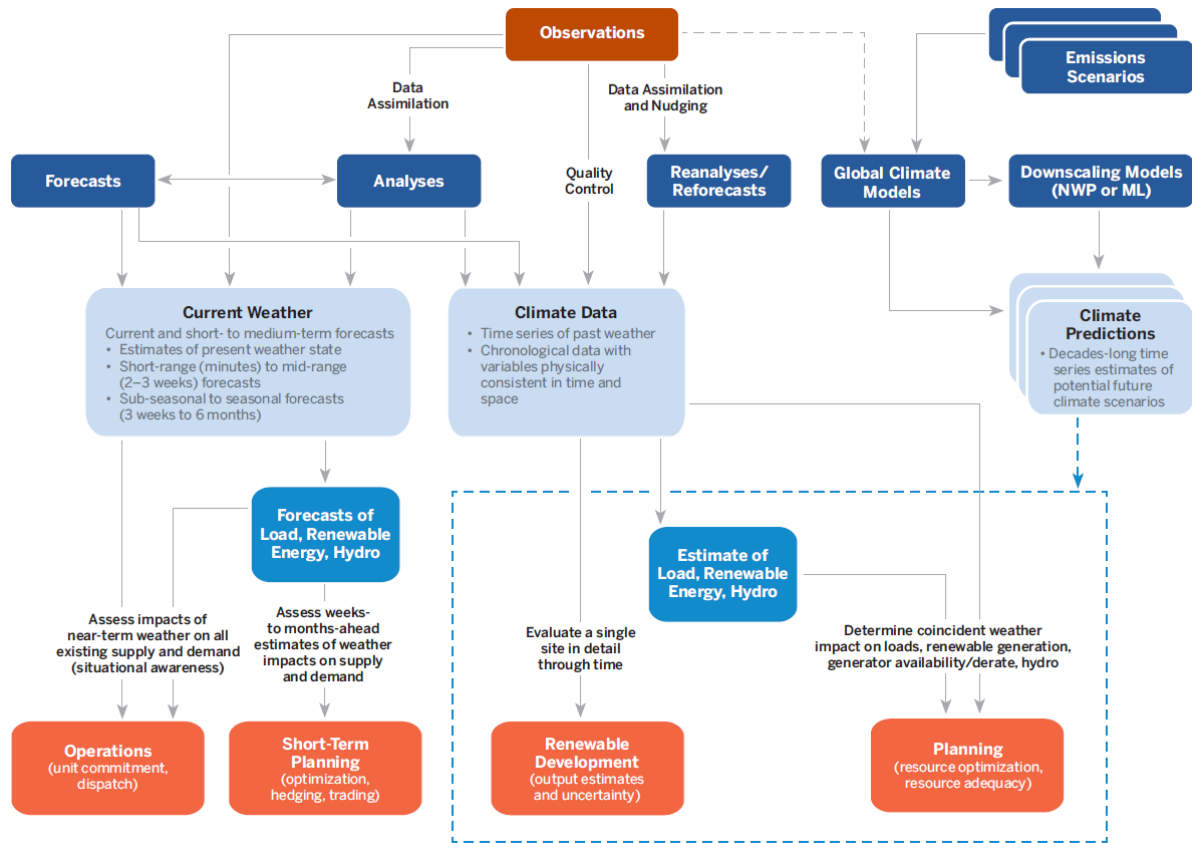 Observations
Emissions
Scenarios
Data
Assimilation
Data Assimilation
and Nudging
Quality
Control
Forecasts
Analyses
Reanalyses/
Reforecasts
Global Climate
Models
Downscaling Models
(NWP or ML)
Current Weather
Current and short- to medium-term forecasts
• Estimates of present weather state
• Short-range (minutes) to mid-range
(2–3 weeks) forecasts
• Sub-seasonal to seasonal forecasts
(3 weeks to 6 months)
Climate Data
• Time series of past weather
• Chronological data with
variables physically
consistent in time and
space
Climate
Predictions
• Decades-long time
series estimates of
potential future
climate scenarios
Forecasts of
Load, Renewable
Energy, Hydro
Estimate of
Load, Renewable
Energy, Hydro
Assess impacts of
near-term weather on all
existing supply and demand
(situational awareness)
Assess weeks-
to months-ahead
estimates of weather
impacts on supply
and demand
Evaluate a single
site in detail
through time
Determine coincident weather
impact on loads, renewable generation,
generator availability/derate, hydro
Operations
(unit commitment,
dispatch)
Short-Term
Planning
(optimization,
hedging, trading)
Renewable
Development
(output estimates
and uncertainty)
Planning
(resource optimization,
resource adequacy)